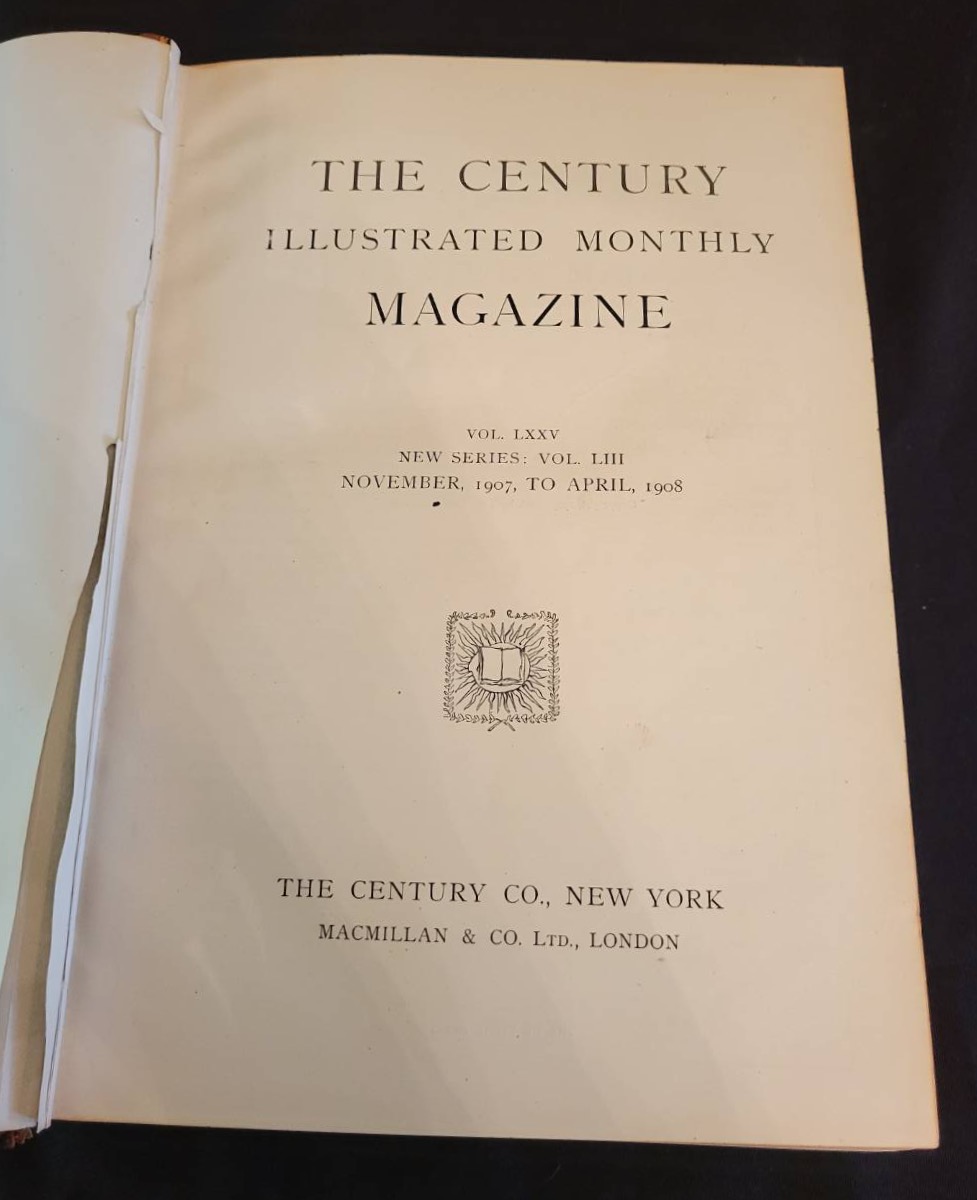 THE CENTURY
ILLUSTRATED MONTHLY
MAGAZINE
VOL. LXXV
NEW SERIES: VOL. LIII
NOVEMBER, 1907, TO APRIL, 1908
THE CENTURY CO., NEW YORK
MACMILLAN & CO. LTD., LONDON